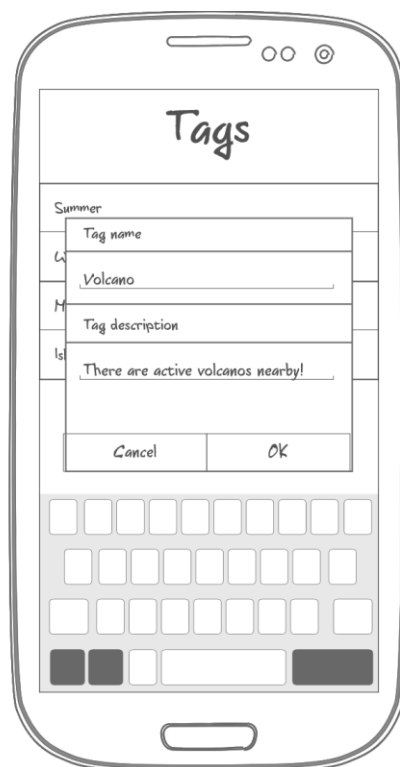 Tags
Summer
Tag name
Volcano
Tag description
There are active volcanos nearby!
Cancel
OK